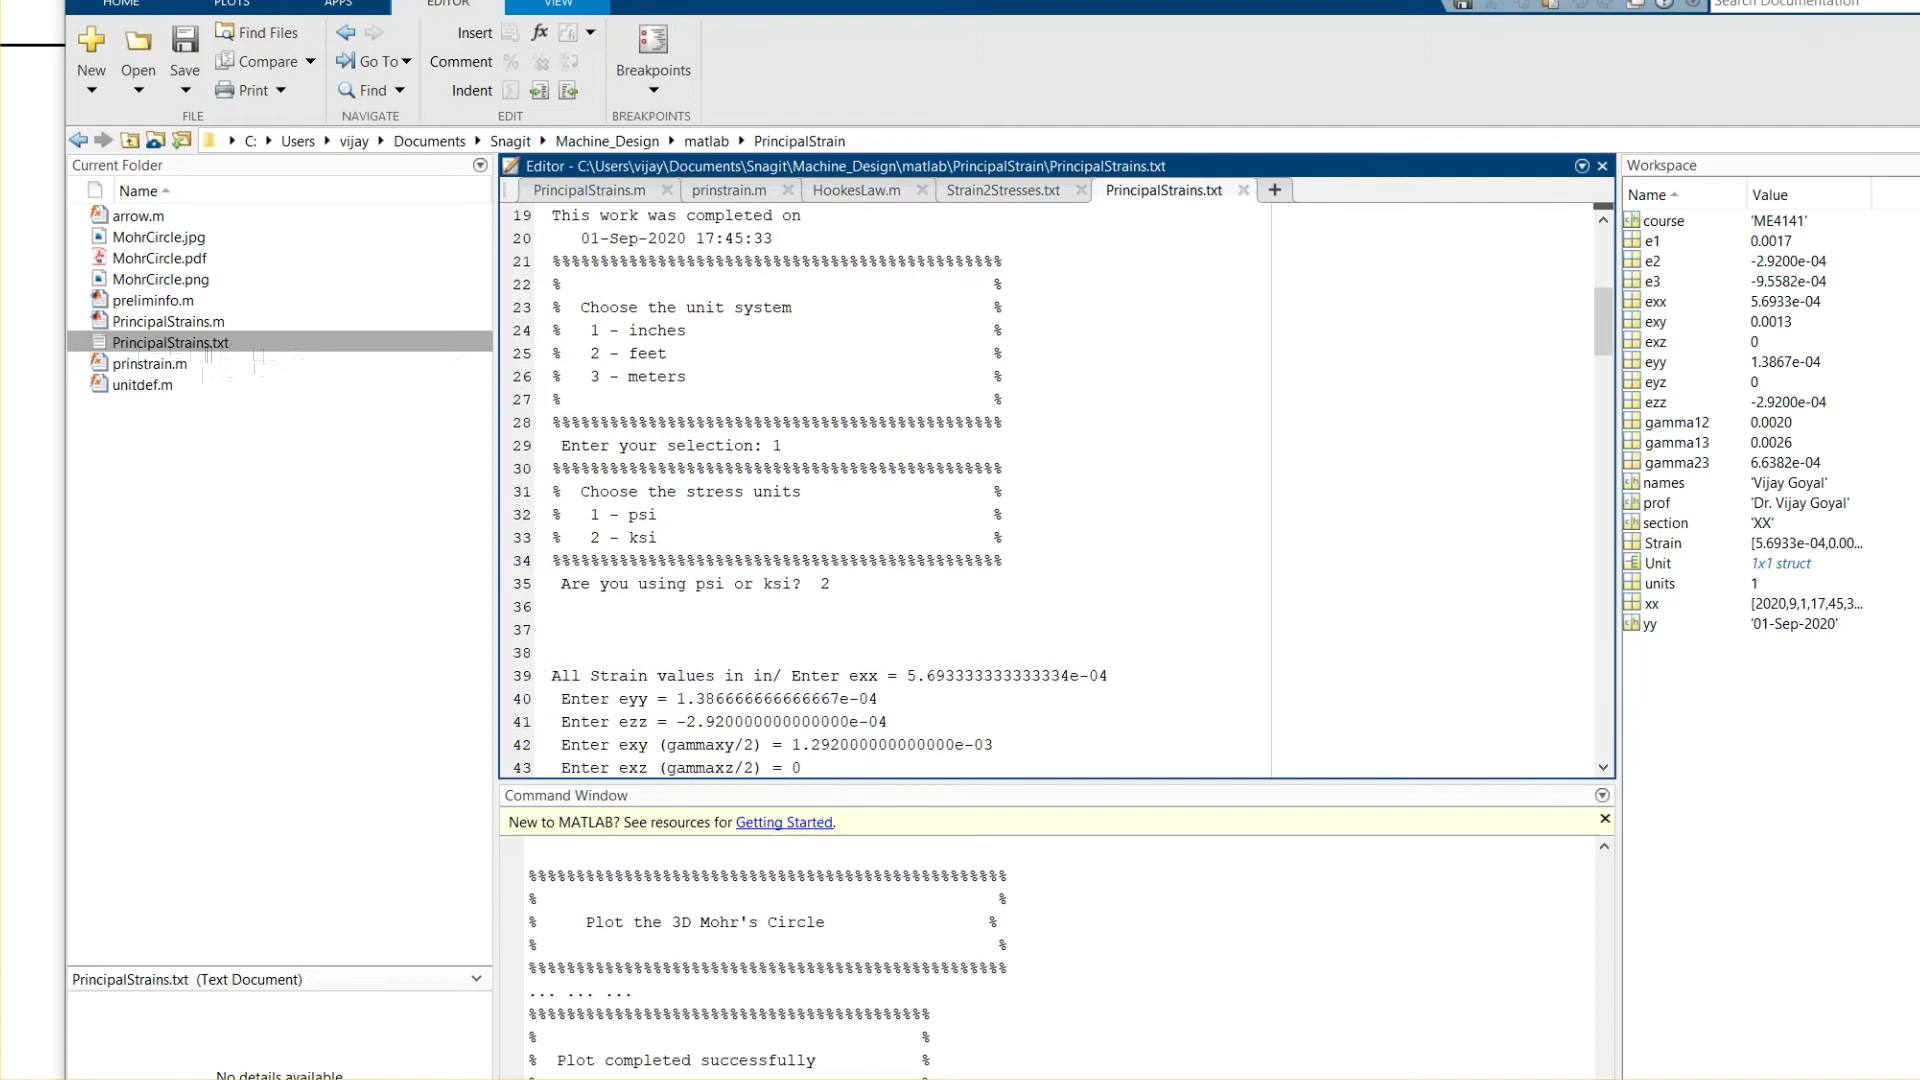 HOME PLOTS APPS EDITOR VIEW Search Documentation
New Open Save Find Files Compare Print
Go To Find
Insert fx
Comment
Indent
Breakpoints
FILE NAVIGATE EDIT BREAKPOINTS
C: Users vijay Documents Snagit Machine_Design matlab PrincipalStrain
Current Folder
Name
arrow.m
MohrCircle.jpg
MohrCircle.pdf
MohrCircle.png
preliminfo.m
PrincipalStrains.m
PrincipalStrains.txt
prinstrain.m
unitdef.m
PrincipalStrains.txt (Text Document)
No details available
Editor - C:\Users\vijay\Documents\Snagit\Machine_Design\matlab\PrincipalStrain\PrincipalStrains.txt
PrincipalStrains.m prinstrain.m HookesLaw.m Strain2Stresses.txt PrincipalStrains.txt
19 This work was completed on
20 01-Sep-2020 17:45:33
21 %%%%%%%%%%%%%%%%%%%%%%%%%%%%%%%%%%%%%%%%%%%%%%%
22 % %
23 % Choose the unit system %
24 % 1 - inches %
25 % 2 - feet %
26 % 3 - meters %
27 % %
28 %%%%%%%%%%%%%%%%%%%%%%%%%%%%%%%%%%%%%%%%%%%%%%%
29 Enter your selection: 1
30 %%%%%%%%%%%%%%%%%%%%%%%%%%%%%%%%%%%%%%%%%%%%%%%
31 % Choose the stress units %
32 % 1 - psi %
33 % 2 - ksi %
34 %%%%%%%%%%%%%%%%%%%%%%%%%%%%%%%%%%%%%%%%%%%%%%%
35 Are you using psi or ksi? 2
36
37
38
39 All Strain values in in/ Enter exx = 5.693333333333334e-04
40 Enter eyy = 1.386666666666667e-04
41 Enter ezz = -2.920000000000000e-04
42 Enter exy (gammaxy/2) = 1.292000000000000e-03
43 Enter exz (gammaxz/2) = 0
Command Window
New to MATLAB? See resources for Getting Started.
%%%%%%%%%%%%%%%%%%%%%%%%%%%%%%%%%%%%%%%%%%%%%%%%%%
% %
% Plot the 3D Mohr's Circle %
% %
%%%%%%%%%%%%%%%%%%%%%%%%%%%%%%%%%%%%%%%%%%%%%%%%%%
... ... ...
%%%%%%%%%%%%%%%%%%%%%%%%%%%%%%%%%%%%%%%%%%
% %
% Plot completed successfully %
Workspace
Name Value
course 'ME4141'
e1 0.0017
e2 -2.9200e-04
e3 -9.5582e-04
exx 5.6933e-04
exy 0.0013
exz 0
eyy 1.3867e-04
eyz 0
ezz -2.9200e-04
gamma12 0.0020
gamma13 0.0026
gamma23 6.6382e-04
names 'Vijay Goyal'
prof 'Dr. Vijay Goyal'
section 'XX'
Strain [5.6933e-04,0.00...
Unit 1x1 struct
units 1
xx [2020,9,1,17,45,3...
yy '01-Sep-2020'